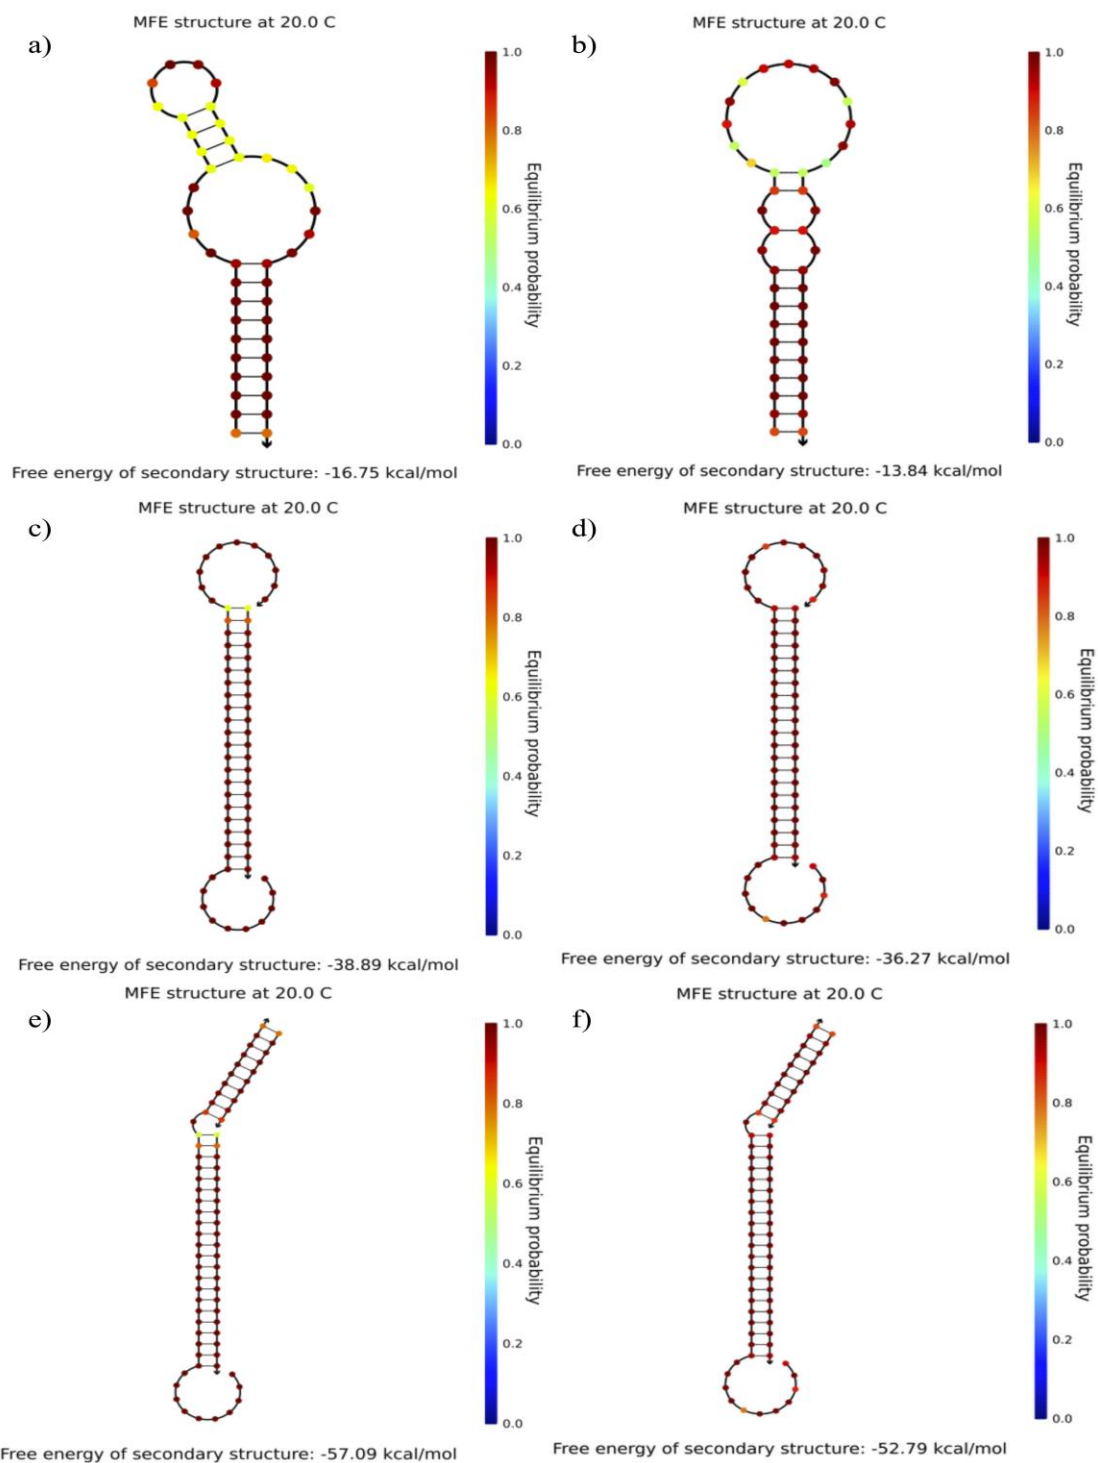 MFE structure at 20.0 C
MFE structure at 20.0 C
a)
b)
1.0
0.8
0.6
0.4
0.2
0.0
Equilibrium probability
1.0
0.8
0.6
0.4
0.2
0.0
Equilibrium probability
Free energy of secondary structure: -16.75 kcal/mol
Free energy of secondary structure: -13.84 kcal/mol
MFE structure at 20.0 C
MFE structure at 20.0 C
c)
d)
1.0
0.8
0.6
0.4
0.2
0.0
Equilibrium probability
1.0
0.8
0.6
0.4
0.2
0.0
Equilibrium probability
Free energy of secondary structure: -38.89 kcal/mol
Free energy of secondary structure: -36.27 kcal/mol
MFE structure at 20.0 C
MFE structure at 20.0 C
e)
f)
1.0
0.8
0.6
0.4
0.2
0.0
Equilibrium probability
1.0
0.8
0.6
0.4
0.2
0.0
Equilibrium probability
Free energy of secondary structure: -57.09 kcal/mol
Free energy of secondary structure: -52.79 kcal/mol